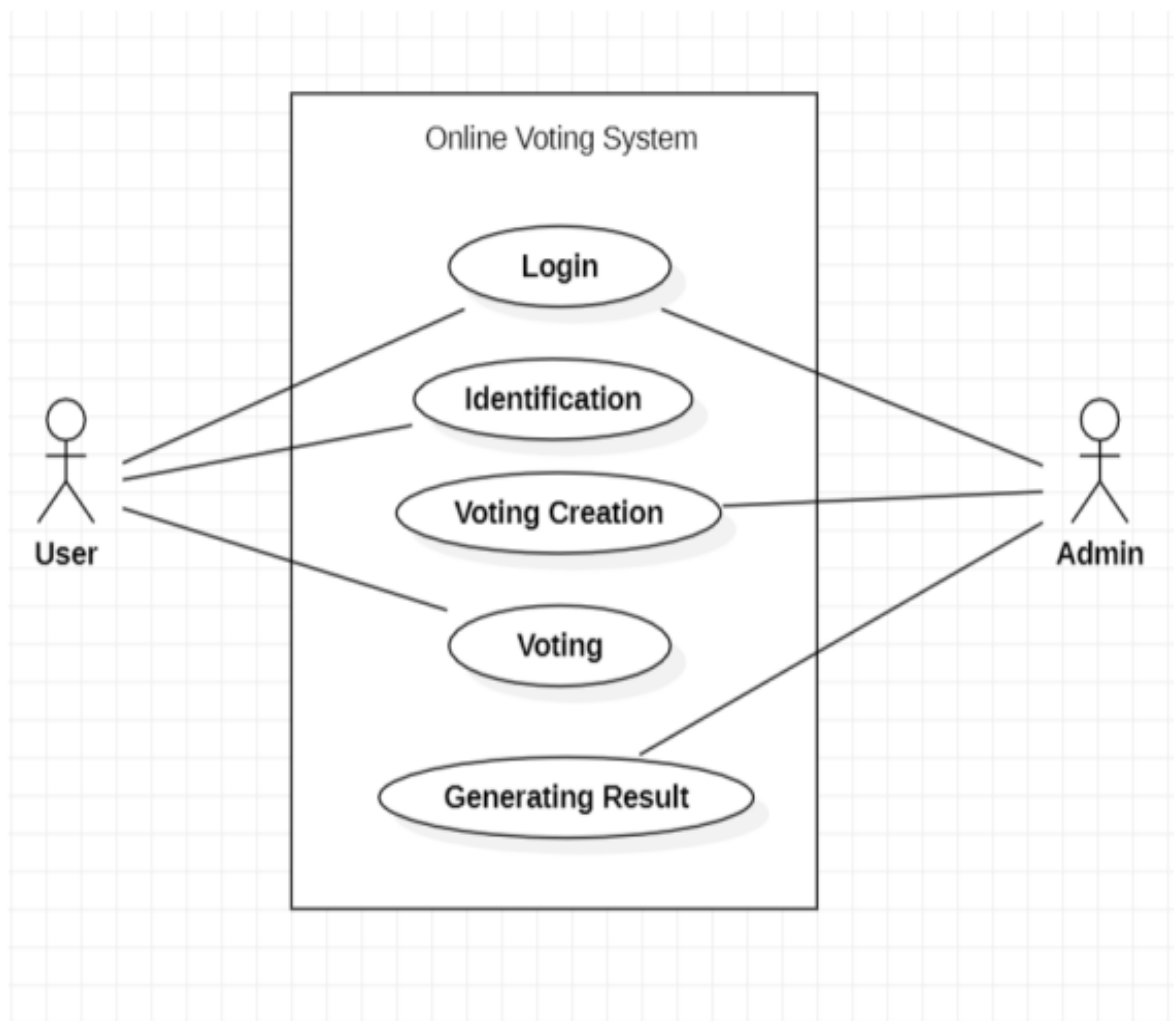 Online Voting System
Login
Identification
Voting Creation
User
Admin
Voting
Generating Result